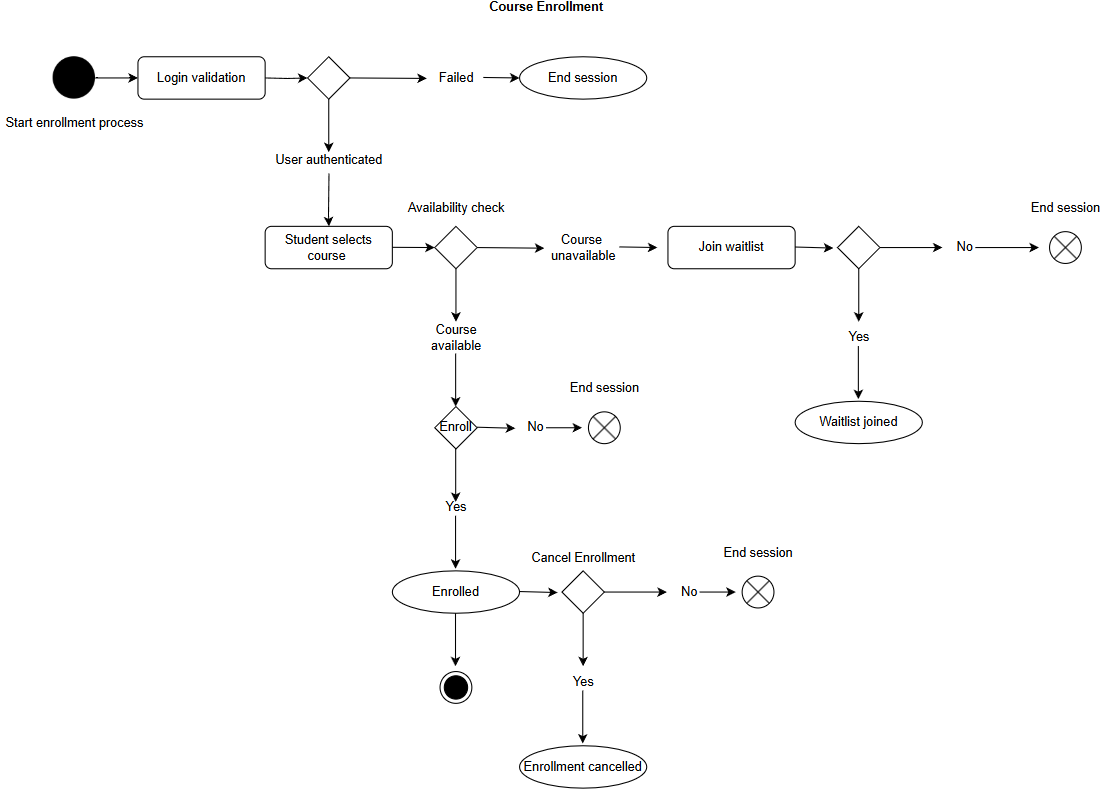 Course Enrollment
Login validation
Failed
End session
Start enrollment process
User authenticated
Availability check
End session
Student selects
course
Course
unavailable
Join waitlist
No
Course
available
Yes
End session
Enroll
No
Waitlist joined
Yes
Cancel Enrollment
End session
Enrolled
No
Yes
Enrollment cancelled